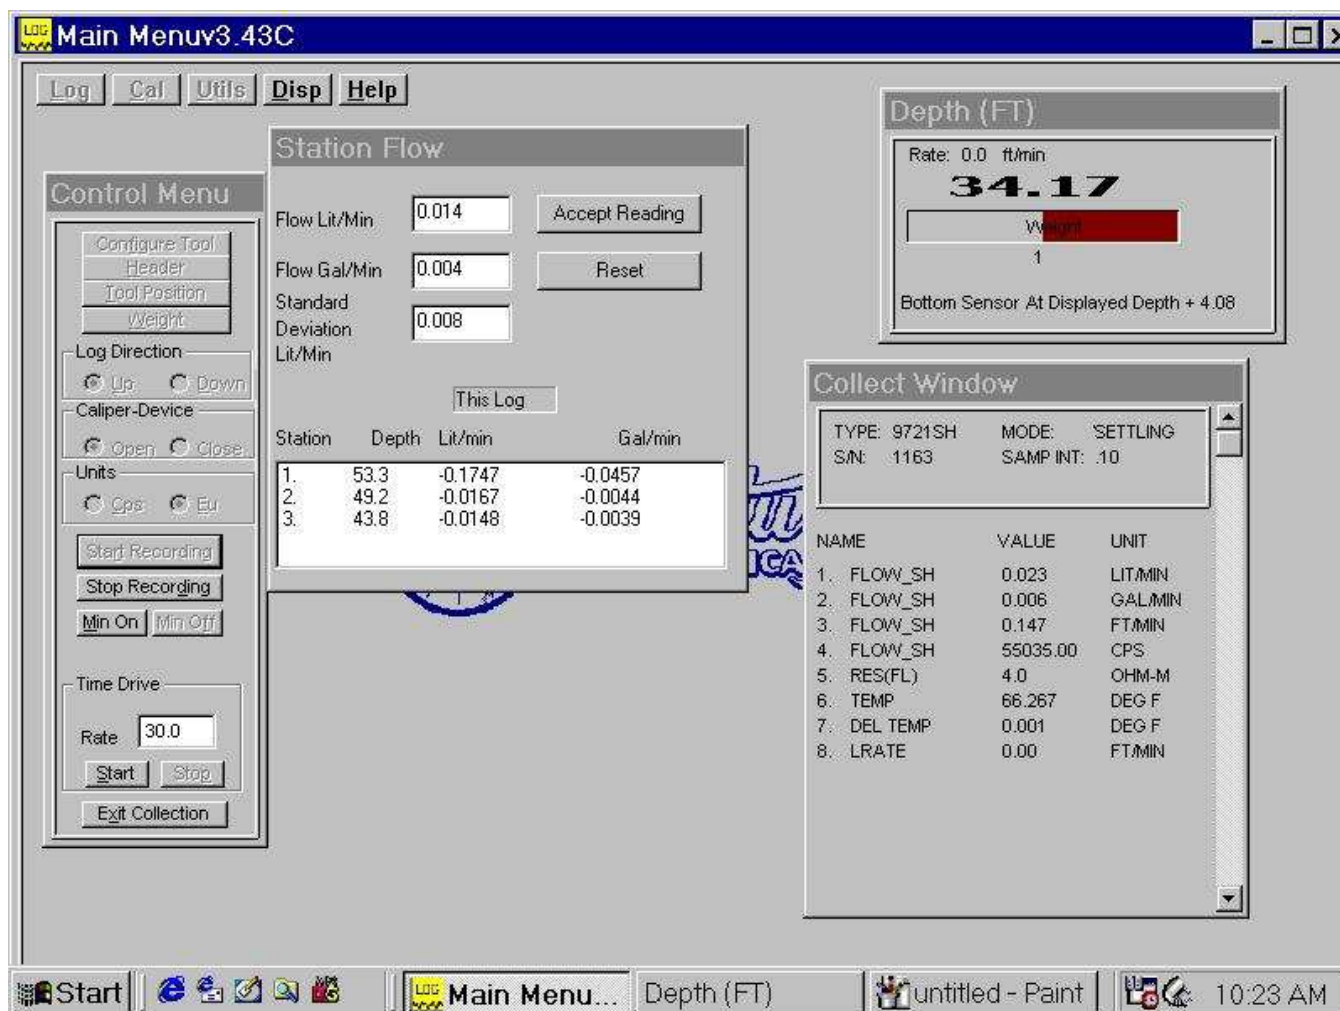 LOG Main Menuv3.43C
Log Cal Utils Disp Help
Control Menu
Configure Tool
Header
Tool Position
Weight
Log Direction
Up Down
Caliper-Device
Open Close
Units
Cps Eu
Start Recording
Stop Recording
Min On Min Off
Time Drive
Rate 30.0
Start Stop
Exit Collection
Station Flow
Flow Lit/Min 0.014 Accept Reading
Flow Gal/Min 0.004 Reset
Standard
Deviation 0.008
Lit/Min
This Log
Station Depth Lit/min Gal/min
1. 53.3 -0.1747 -0.0457
2. 49.2 -0.0167 -0.0044
3. 43.8 -0.0148 -0.0039
Depth (FT)
Rate: 0.0 ft/min
34.17
Weight
1
Bottom Sensor At Displayed Depth + 4.08
Collect Window
TYPE: 9721SH MODE: 'SETTLING
S/N: 1163 SAMP INT: .10
NAME VALUE UNIT
1. FLOW_SH 0.023 LIT/MIN
2. FLOW_SH 0.006 GAL/MIN
3. FLOW_SH 0.147 FT/MIN
4. FLOW_SH 55035.00 CPS
5. RES(FL) 4.0 OHM-M
6. TEMP 66.267 DEG F
7. DEL TEMP 0.001 DEG F
8. LRATE 0.00 FT/MIN
Start LOG Main Menu... Depth (FT) untitled - Paint 10:23 AM